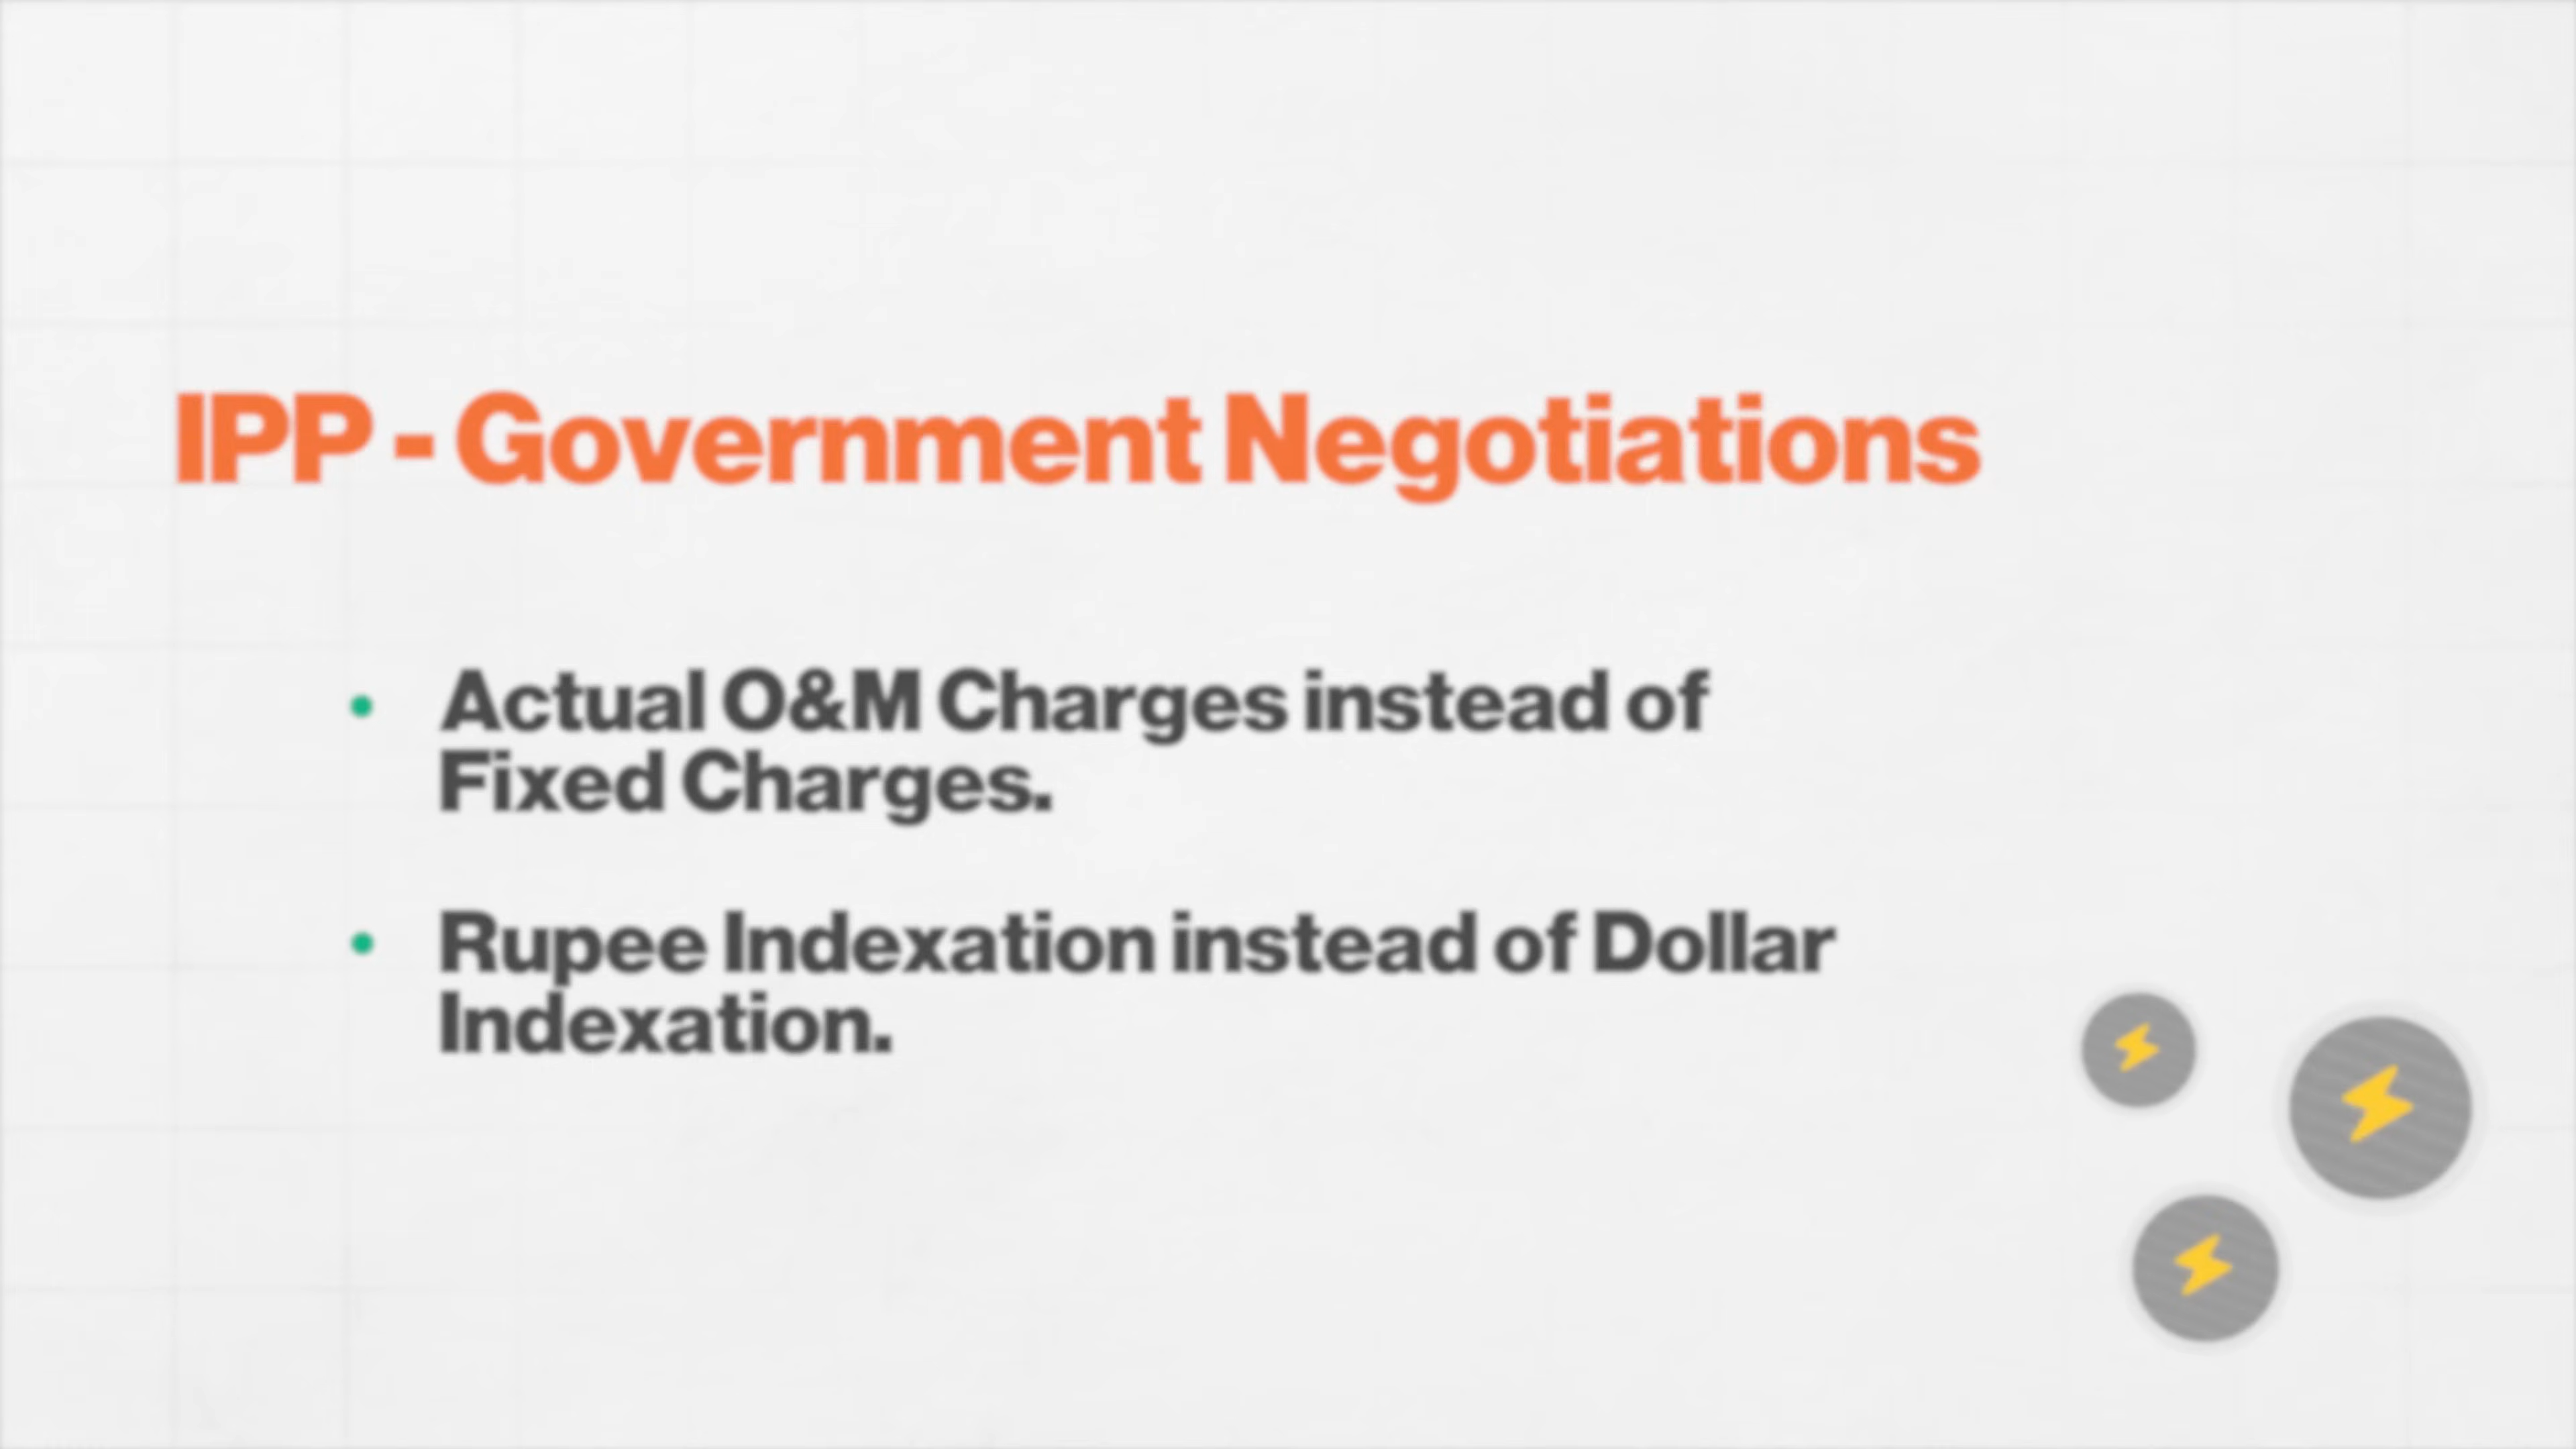 IPP - Government Negotiations
• Actual O&M Charges instead of
Fixed Charges.
• Rupee Indexation instead of Dollar
Indexation.